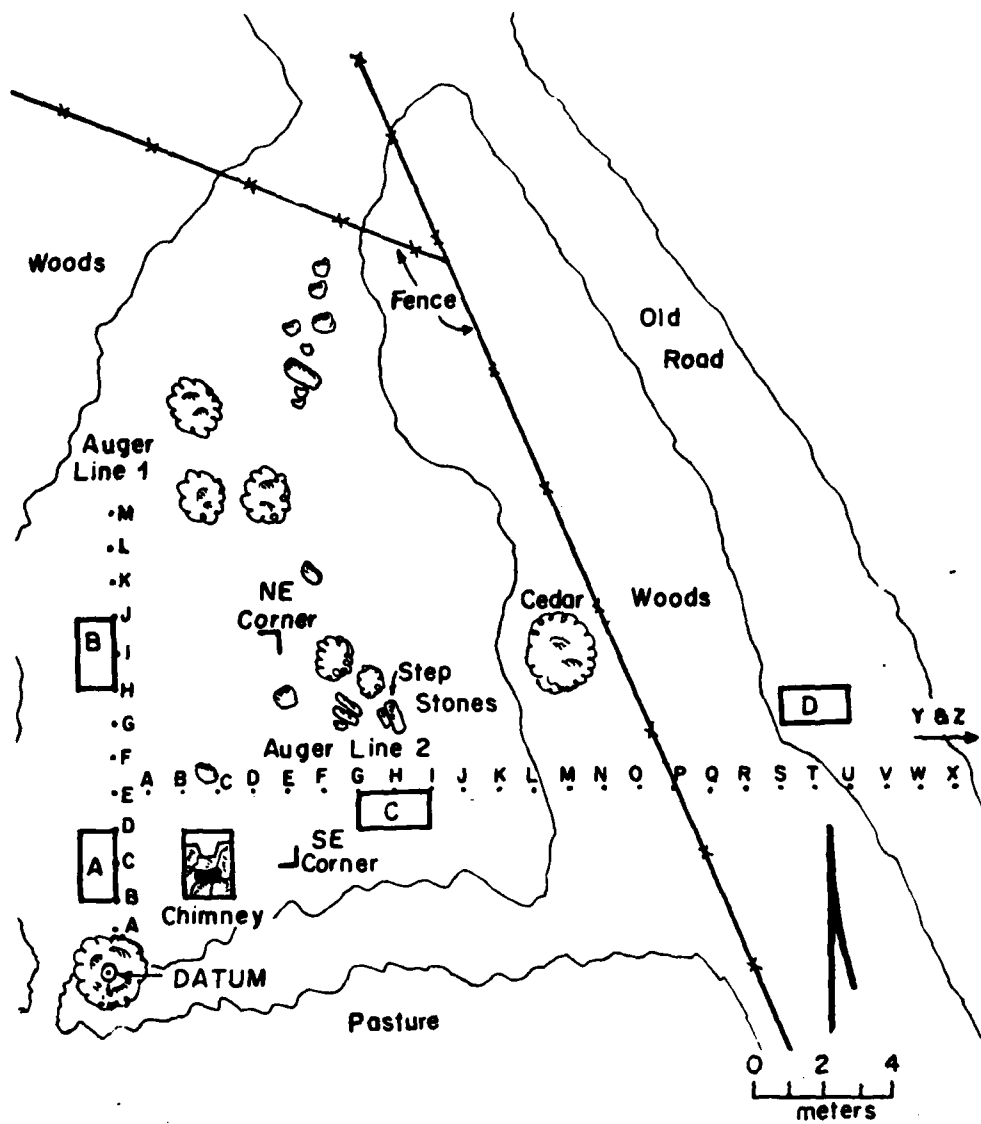 Woods
Fence
Old
Road
Auger
Line 1
M
L
K
J
I
H
G
F
E
D
C
B
A
B
A
NE
Corner
Cedar
Woods
Step
Stones
D
Y & Z
Auger Line 2
A B C D E F G H I J K L M N O P Q R S T U V W X
C
SE
Corner
Chimney
DATUM
Pasture
0 2 4
meters